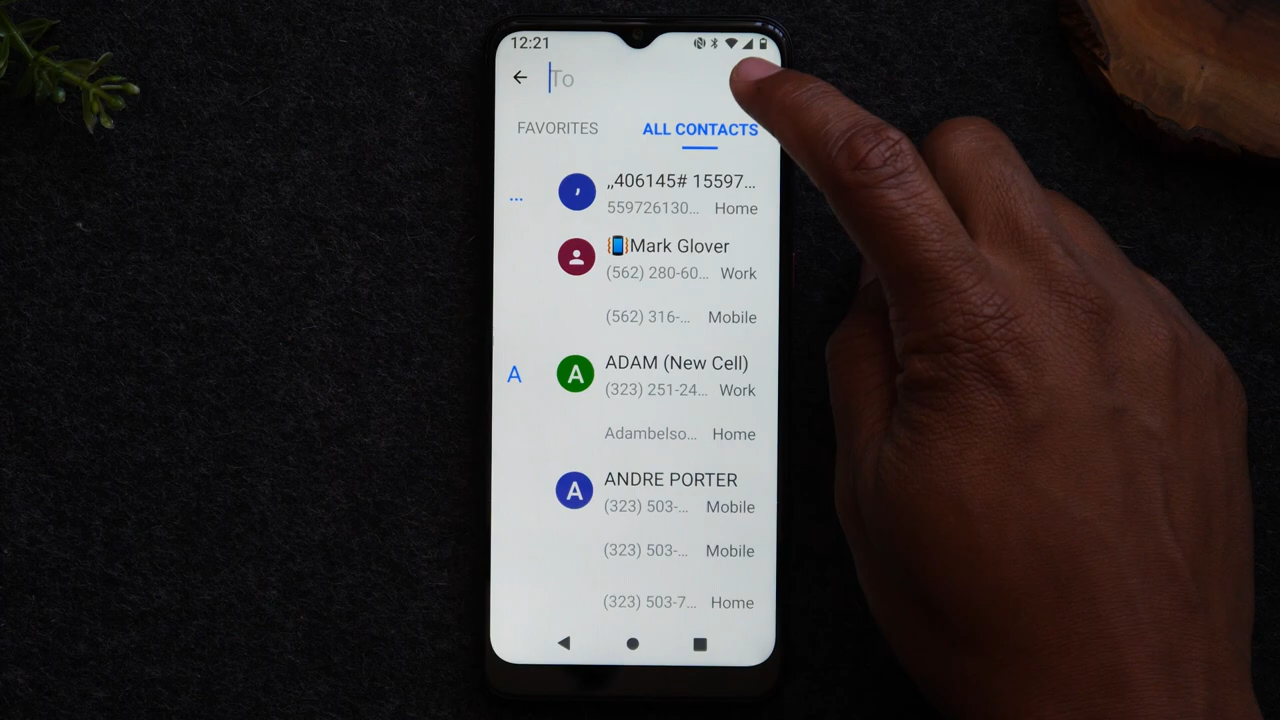 12:21
To
FAVORITES ALL CONTACTS
... ,,406145# 15597...
559726130... Home
Mark Glover
(562) 280-60... Work
(562) 316-... Mobile
A A ADAM (New Cell)
(323) 251-24... Work
Adambelso... Home
A ANDRE PORTER
(323) 503-... Mobile
(323) 503-... Mobile
(323) 503-7... Home